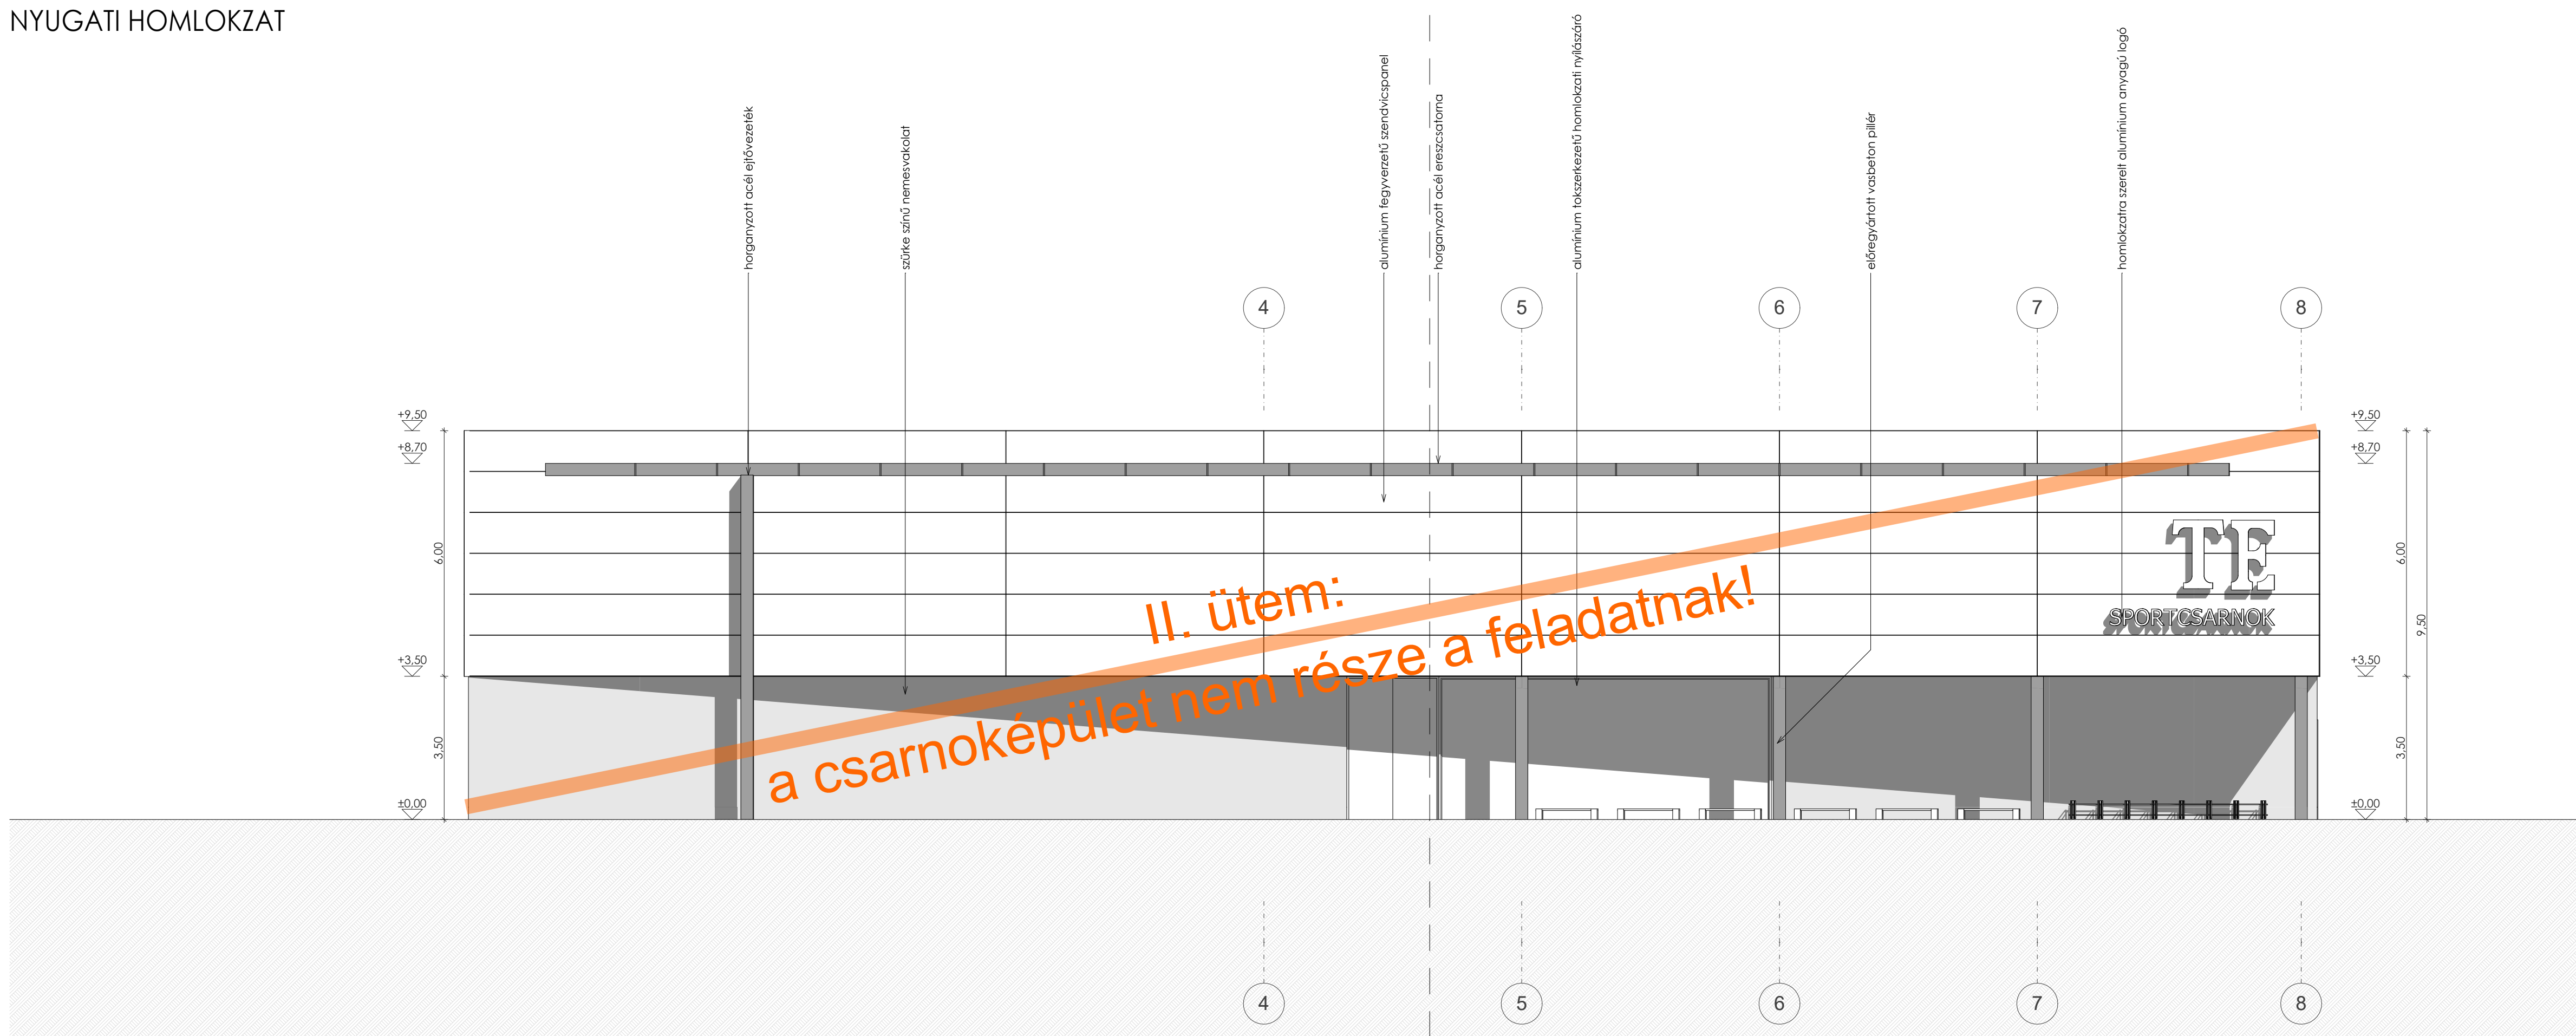 NYUGATI HOMLOKZAT
horganyzott acél ejtővezeték
szürke színű nemesvakolat
alumínium fegyverzetű szendvicspanel
horganyzott acél ereszcsatorna
alumínium tokszerkezetű homlokzati nyílászáró
előregyártott vasbeton pillér
homlokzatra szerelt alumínium anyagú logó
4 5 6 7 8
+9,50
+8,70
+3,50
±0,00
6,00
3,50
TE
SPORTCSARNOK
II. ütem:
a csarnoképület nem része a feladatnak!
+9,50
+8,70
+3,50
±0,00
6,00
3,50
9,50
4 5 6 7 8